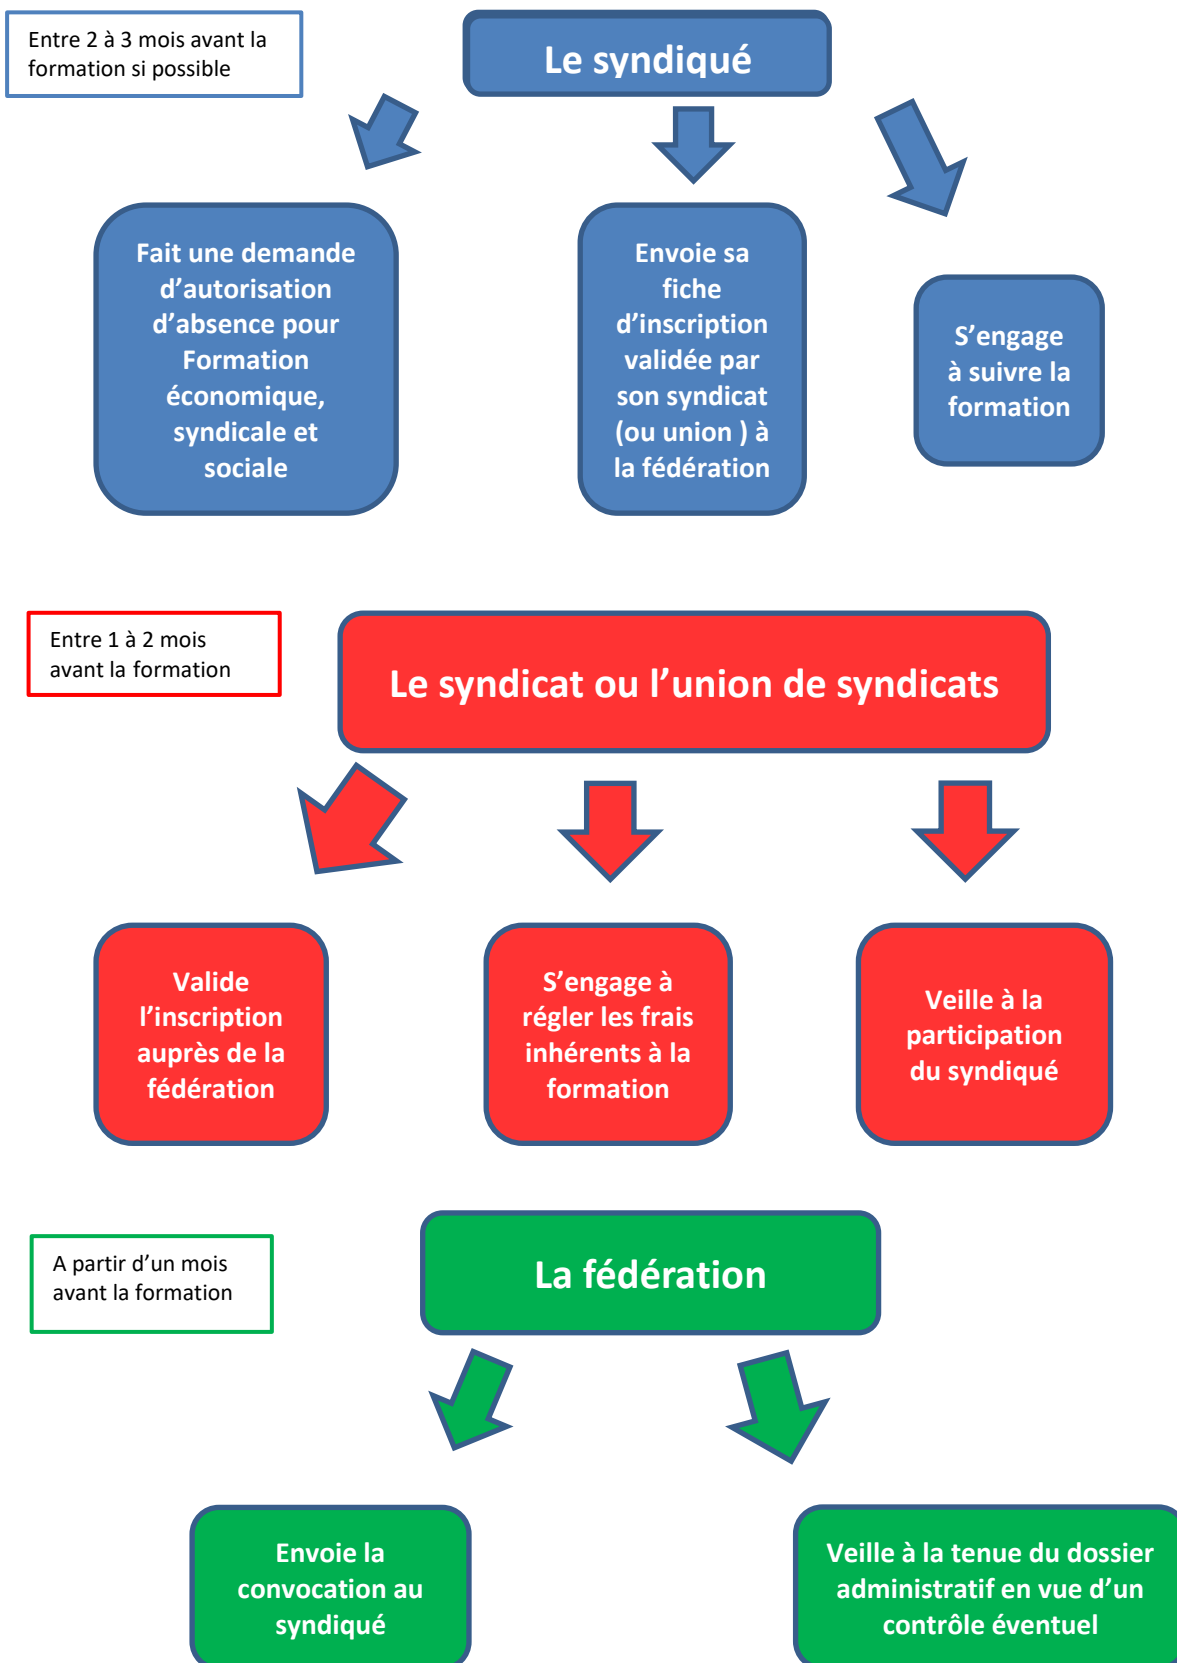 Entre 2 à 3 mois avant la
formation si possible
Le syndiqué
Fait une demande
d’autorisation
d’absence pour
Formation
économique,
syndicale et
sociale
Envoie sa
fiche
d’inscription
validée par
son syndicat
(ou union ) à
la fédération
S’engage
à suivre la
formation
Entre 1 à 2 mois
avant la formation
Le syndicat ou l’union de syndicats
Valide
l’inscription
auprès de la
fédération
S’engage à
régler les frais
inhérents à la
formation
Veille à la
participation
du syndiqué
A partir d’un mois
avant la formation
La fédération
Envoie la
convocation au
syndiqué
Veille à la tenue du dossier
administratif en vue d’un
contrôle éventuel